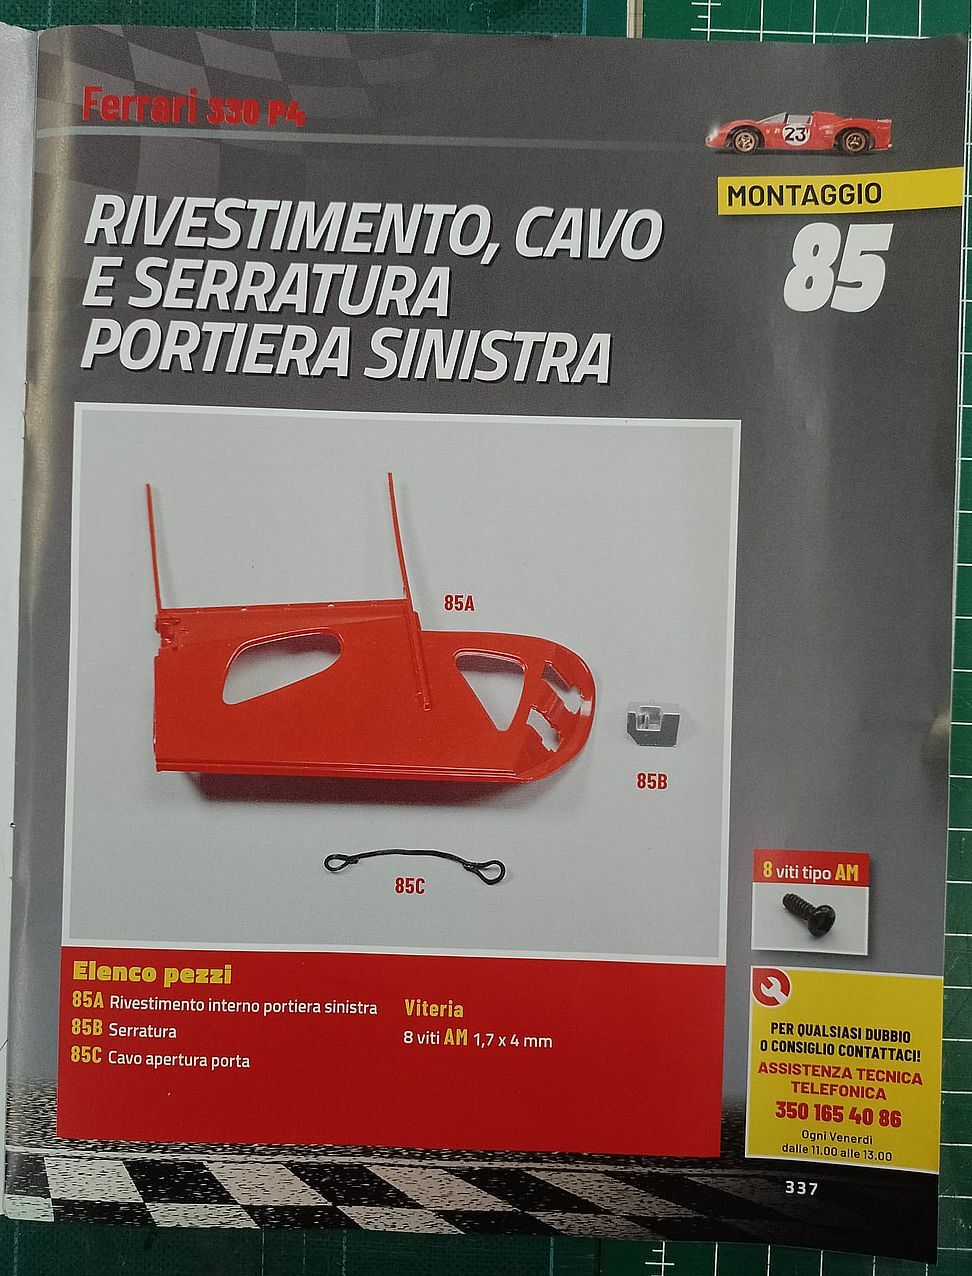 Ferrari 330 P4
23
MONTAGGIO
85
RIVESTIMENTO, CAVO
E SERRATURA
PORTIERA SINISTRA
85A
85B
85C
8 viti tipo AM
Elenco pezzi
85A Rivestimento interno portiera sinistra
85B Serratura
85C Cavo apertura porta
Viteria
8 viti AM 1,7 x 4 mm
PER QUALSIASI DUBBIO
O CONSIGLIO CONTATTACI!
ASSISTENZA TECNICA
TELEFONICA
350 165 40 86
Ogni Venerdì
dalle 11.00 alle 13.00
337